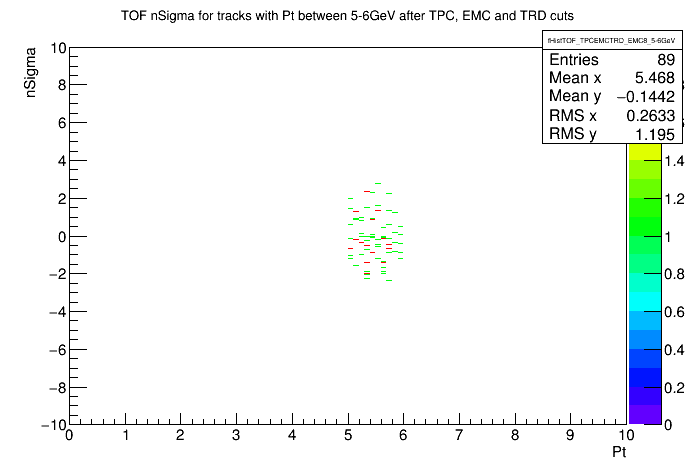 TOF nSigma for tracks with Pt between 5-6GeV after TPC, EMC and TRD cuts
fHistTOF_TPCEMCTRD_EMC8_5-6GeV
Entries 89
Mean x 5.468
Mean y −0.1442
RMS x 0.2633
RMS y 1.195
nSigma
10
8
6
4
2
0
−2
−4
−6
−8
−10
0 1 2 3 4 5 6 7 8 9 10
Pt
1.4
1.2
1
0.8
0.6
0.4
0.2
0